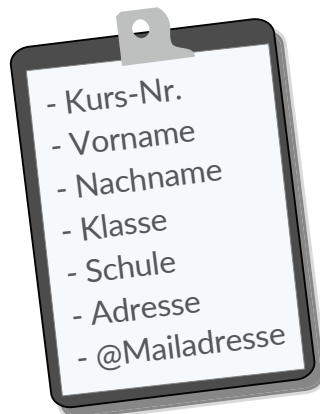 - Kurs-Nr.
- Vorname
- Nachname
- Klasse
- Schule
- Adresse
- @Mailadresse